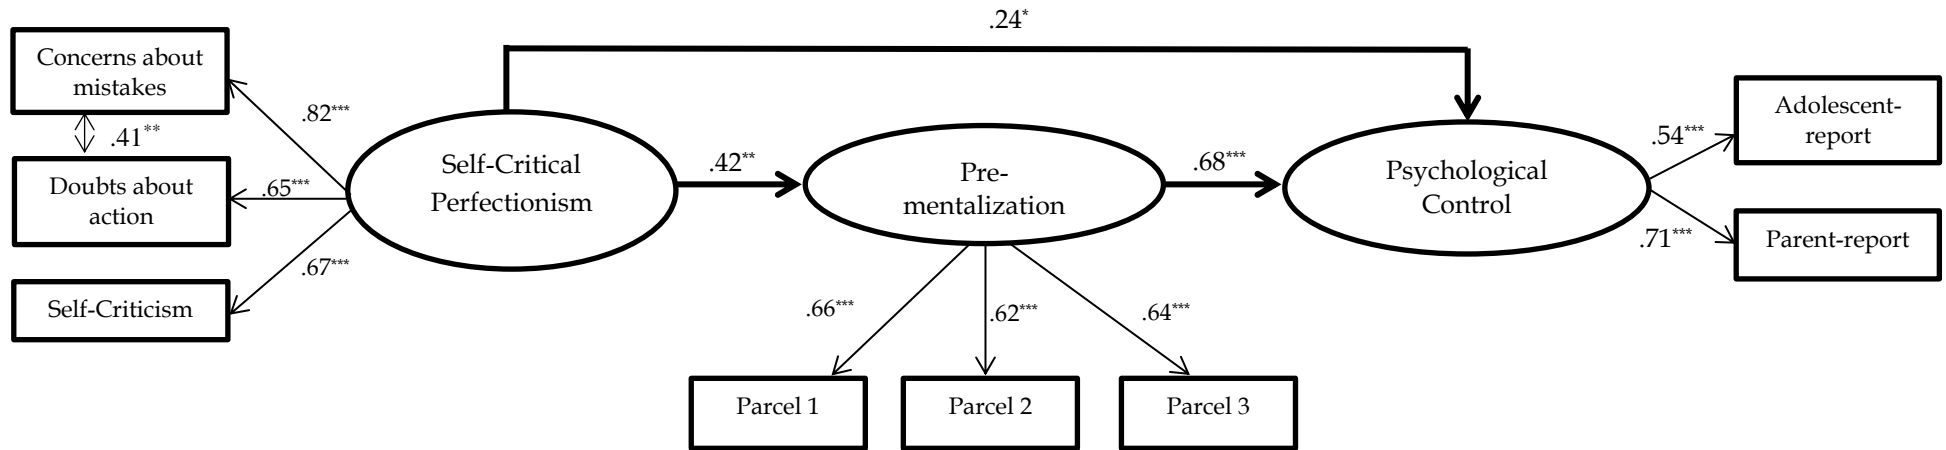 .24*
Concerns about
mistakes
.82***
.41**
Doubts about
action
.65***
Self-Critical
Perfectionism
.67***
Self-Criticism
.42**
Pre-
mentalization
.68***
Psychological
Control
.54***
Adolescent-
report
.71***
Parent-report
.66***
.62***
.64***
Parcel 1
Parcel 2
Parcel 3